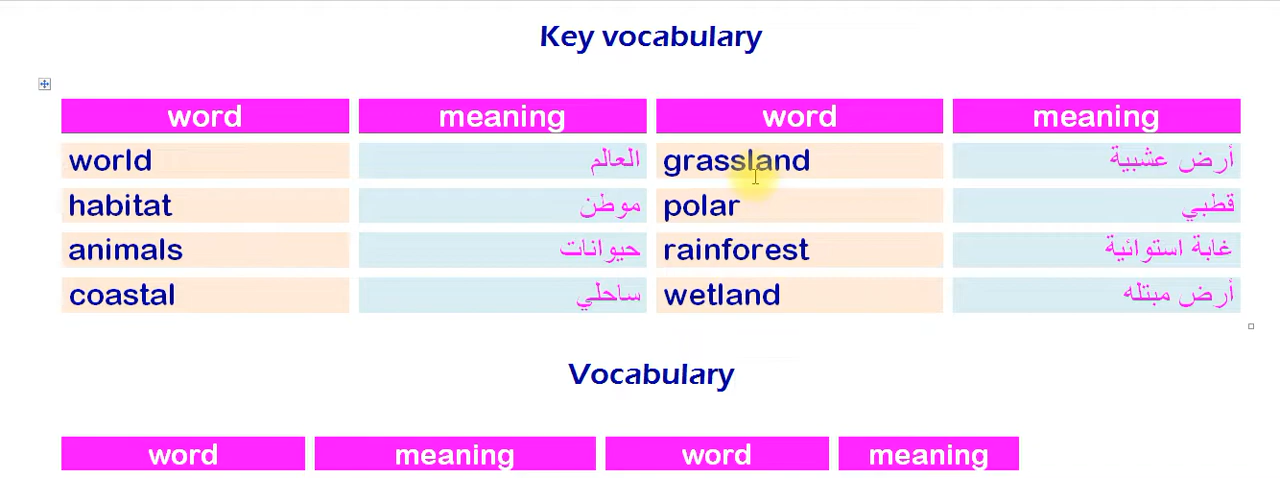 Key vocabulary
word meaning word meaning
world العالم grassland أرض عشبية
habitat موطن polar قطبي
animals حيوانات rainforest غابة استوائية
coastal ساحلي wetland أرض مبتله
Vocabulary
word meaning word meaning